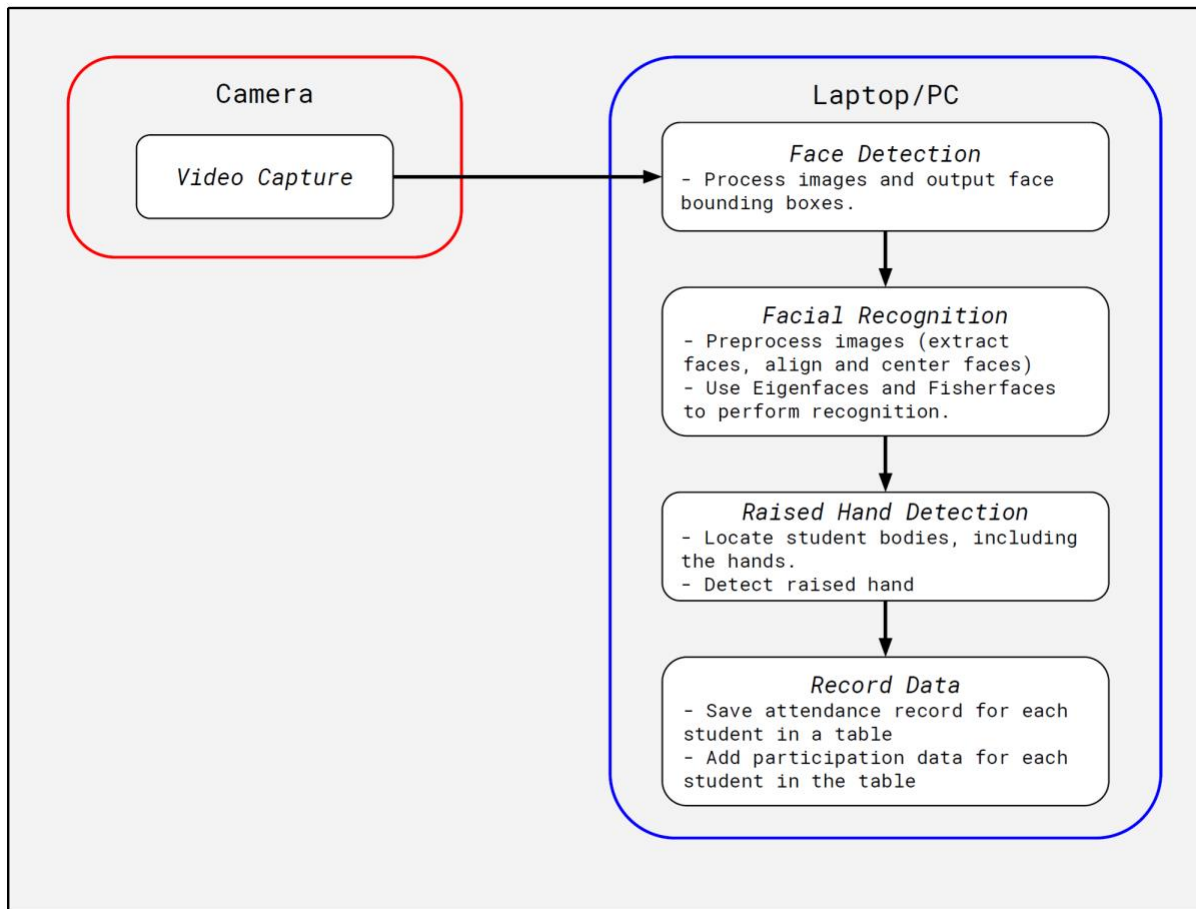 Camera
Video Capture
Laptop/PC
Face Detection
- Process images and output face
bounding boxes.
Facial Recognition
- Preprocess images (extract
faces, align and center faces)
- Use Eigenfaces and Fisherfaces
to perform recognition.
Raised Hand Detection
- Locate student bodies, including
the hands.
- Detect raised hand
Record Data
- Save attendance record for each
student in a table
- Add participation data for each
student in the table